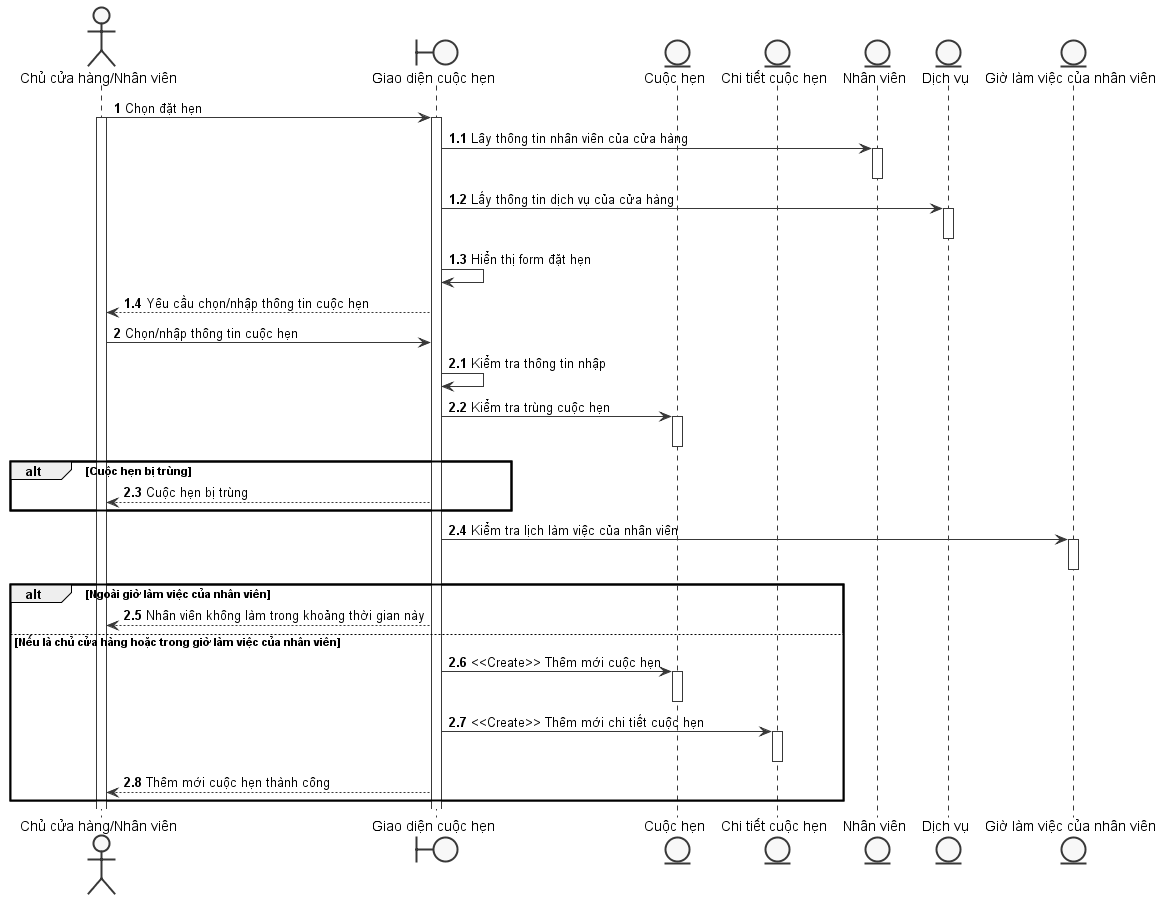 Chủ cửa hàng/Nhân viên
Giao diện cuộc hẹn
Cuộc hẹn
Chi tiết cuộc hẹn
Nhân viên
Dịch vụ
Giờ làm việc của nhân viên
1 Chọn đặt hẹn
1.1 Lấy thông tin nhân viên của cửa hàng
1.2 Lấy thông tin dịch vụ của cửa hàng
1.3 Hiển thị form đặt hẹn
1.4 Yêu cầu chọn/nhập thông tin cuộc hẹn
2 Chọn/nhập thông tin cuộc hẹn
2.1 Kiểm tra thông tin nhập
2.2 Kiểm tra trùng cuộc hẹn
alt [Cuộc hẹn bị trùng]
2.3 Cuộc hẹn bị trùng
2.4 Kiểm tra lịch làm việc của nhân viên
alt [Ngoài giờ làm việc của nhân viên]
2.5 Nhân viên không làm trong khoảng thời gian này
[Nếu là chủ cửa hàng hoặc trong giờ làm việc của nhân viên]
2.6 <<Create>> Thêm mới cuộc hẹn
2.7 <<Create>> Thêm mới chi tiết cuộc hẹn
2.8 Thêm mới cuộc hẹn thành công
Chủ cửa hàng/Nhân viên
Giao diện cuộc hẹn
Cuộc hẹn
Chi tiết cuộc hẹn
Nhân viên
Dịch vụ
Giờ làm việc của nhân viên